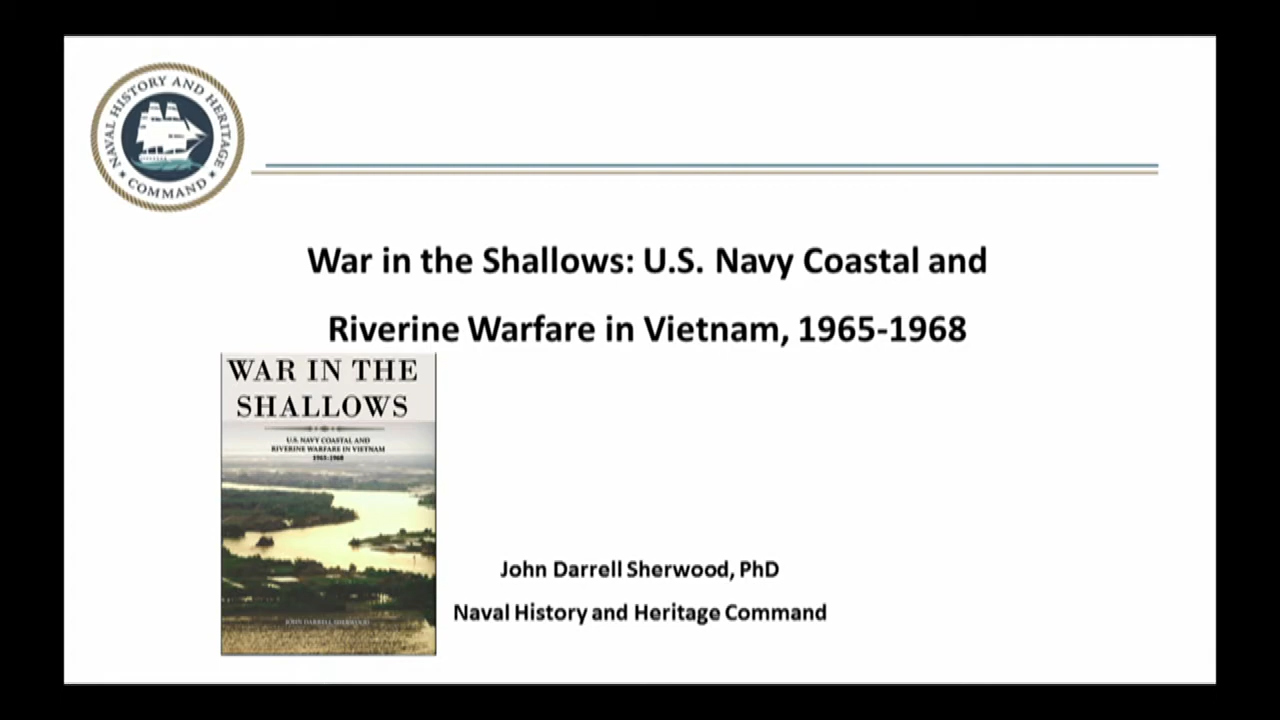 NAVAL HISTORY AND HERITAGE
COMMAND
War in the Shallows: U.S. Navy Coastal and
Riverine Warfare in Vietnam, 1965-1968
WAR IN THE
SHALLOWS
U.S. NAVY COASTAL AND
RIVERINE WARFARE IN VIETNAM
1965-1968
JOHN DARRELL SHERWOOD
John Darrell Sherwood, PhD
Naval History and Heritage Command